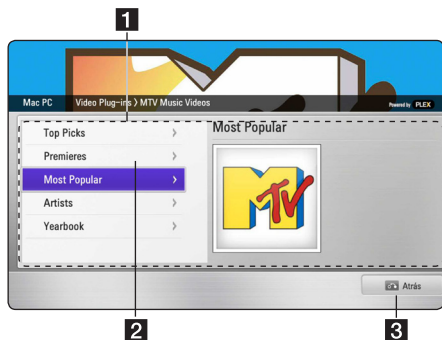 1
Mac PC Video Plug-ins > MTV Music Videos Powered by PLEX
Top Picks >
Premieres >
Most Popular >
Artists >
Yearbook >
Most Popular
MTV
Atrás
2
3